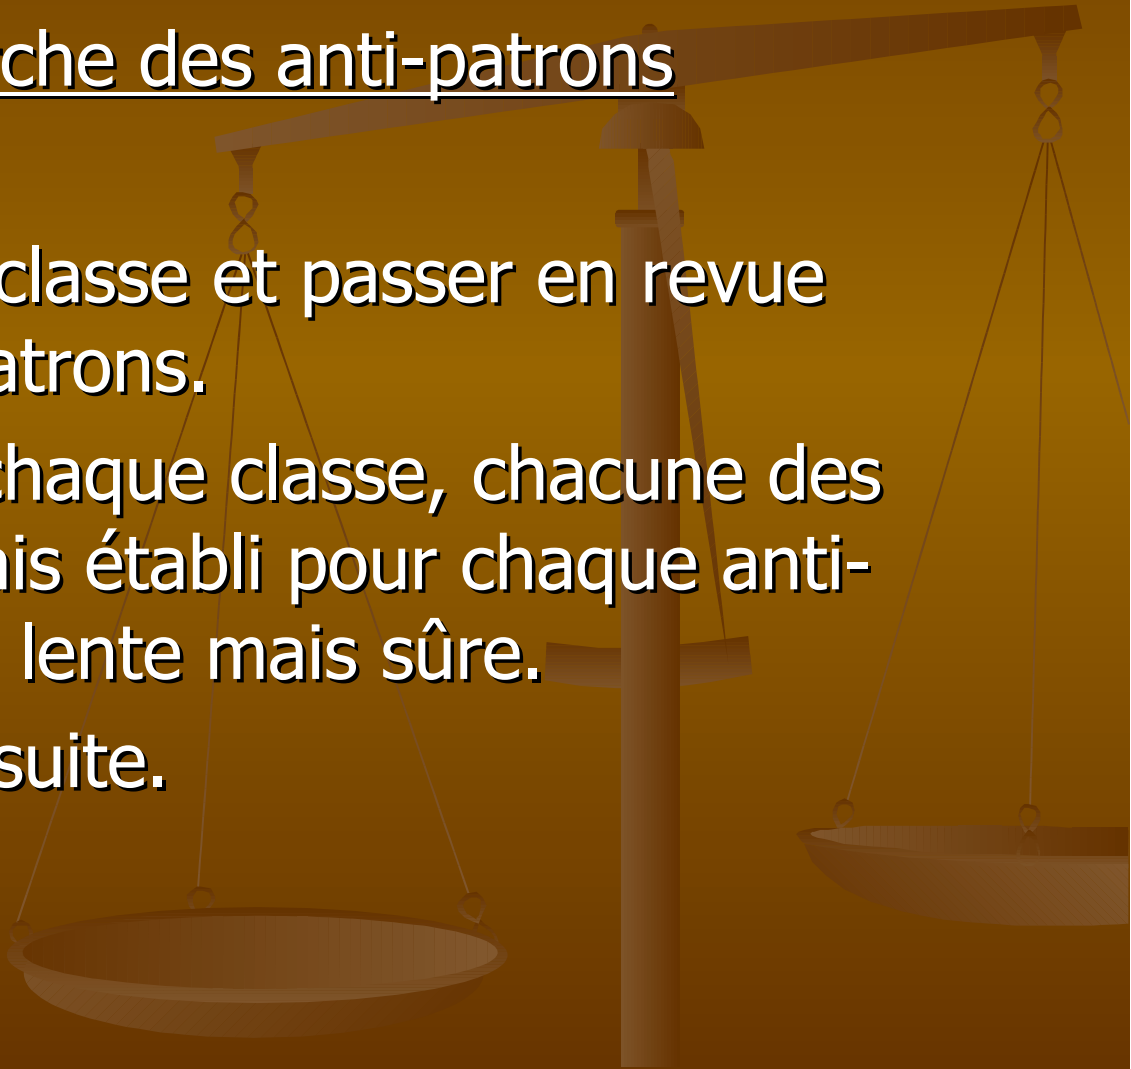 che des anti-patrons
classe et passer en revue
atrons.
chaque classe, chacune des
ais établi pour chaque anti-
lente mais sûre.
suite.